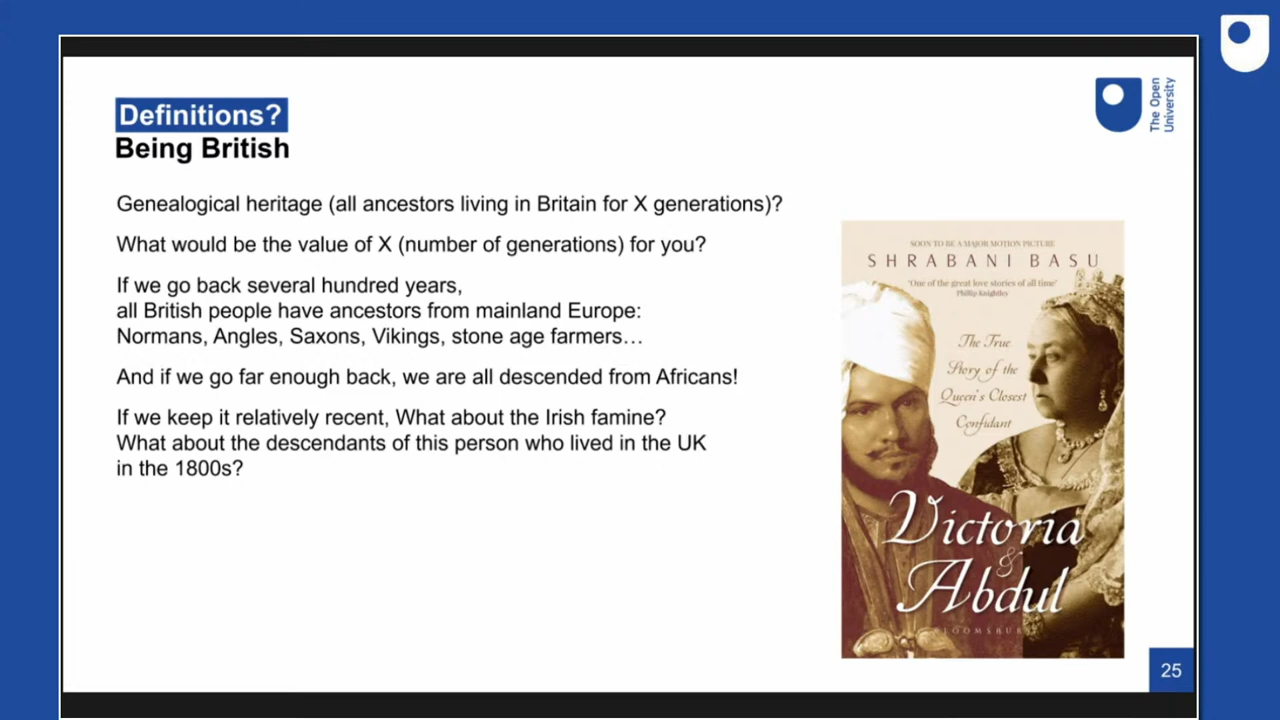 Definitions?
Being British
The Open
University
Genealogical heritage (all ancestors living in Britain for X generations)?
What would be the value of X (number of generations) for you?
If we go back several hundred years,
all British people have ancestors from mainland Europe:
Normans, Angles, Saxons, Vikings, stone age farmers…
And if we go far enough back, we are all descended from Africans!
If we keep it relatively recent, What about the Irish famine?
What about the descendants of this person who lived in the UK
in the 1800s?
SOON TO BE A MAJOR MOTION PICTURE
SHRABANI BASU
'One of the great love stories of all time'
Phillip Knightley
The True
Story of the
Queen's Closest
Confidant
Victoria
&
Abdul
BLOOMSBURY
25